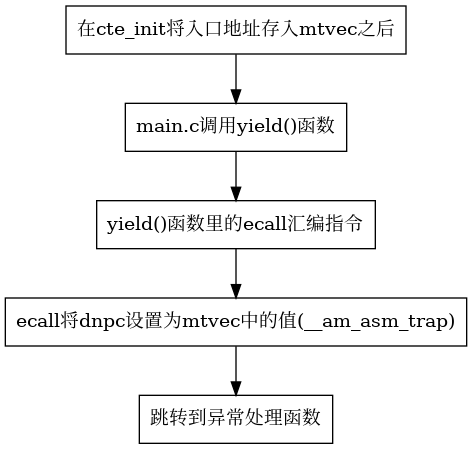 在cte_init将入口地址存入mtvec之后
main.c调用yield()函数
yield()函数里的ecall汇编指令
ecall将dnpc设置为mtvec中的值(__am_asm_trap)
跳转到异常处理函数